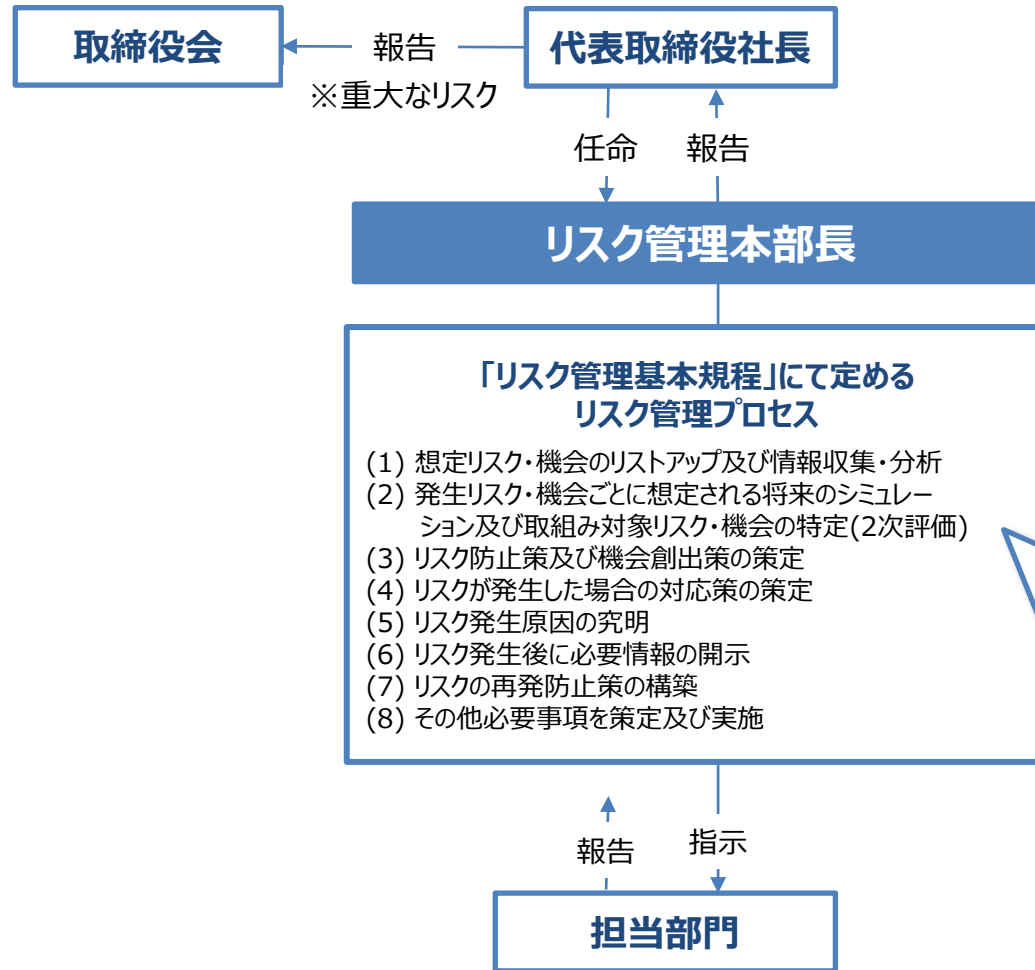 取締役会
報告
代表取締役社長
※重大なリスク
任命
報告
リスク管理本部長
「リスク管理基本規程」にて定める
リスク管理プロセス
(1) 想定リスク・機会のリストアップ及び情報収集・分析
(2) 発生リスク・機会ごとに想定される将来のシミュレー
ション及び取組み対象リスク・機会の特定(2次評価)
(3) リスク防止策及び機会創出策の策定
(4) リスクが発生した場合の対応策の策定
(5) リスク発生原因の究明
(6) リスク発生後に必要情報の開示
(7) リスクの再発防止策の構築
(8) その他必要事項を策定及び実施
報告
指示
担当部門